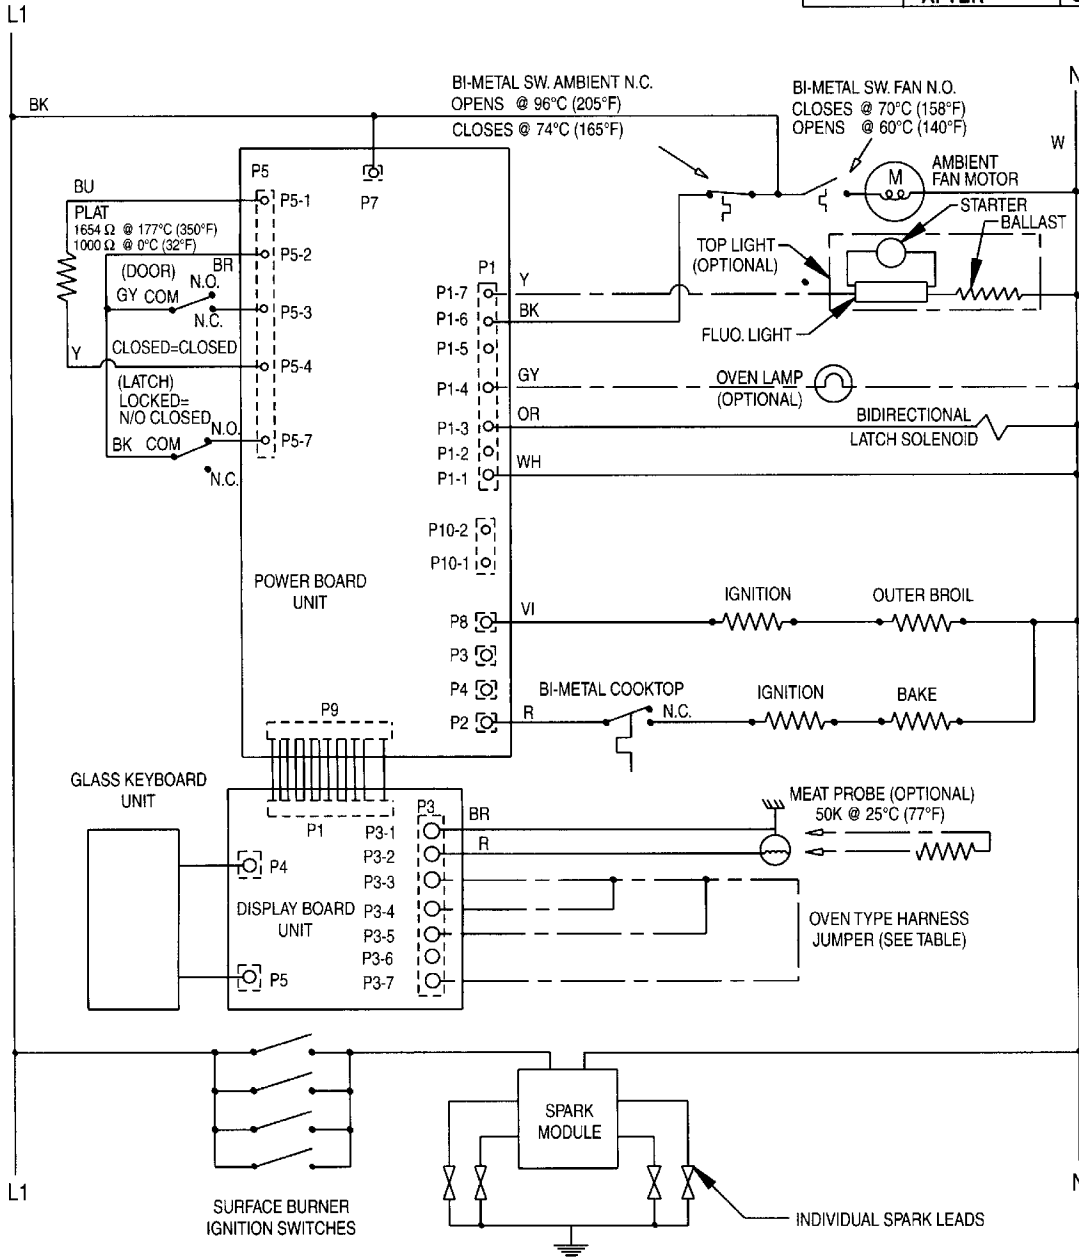 L1
BK
BI-METAL SW. AMBIENT N.C.
OPENS @ 96°C (205°F)
CLOSES @ 74°C (165°F)
BI-METAL SW. FAN N.O.
CLOSES @ 70°C (158°F)
OPENS @ 60°C (140°F)
N
W
M
AMBIENT
FAN MOTOR
STARTER
BALLAST
TOP LIGHT
(OPTIONAL)
FLUO. LIGHT
P5
P7
BU
PLAT
1654 Ω @ 177°C (350°F)
1000 Ω @ 0°C (32°F)
P5-1
P5-2
BR
(DOOR)
GY COM
N.O.
N.C.
P5-3
CLOSED=CLOSED
Y
P5-4
(LATCH)
LOCKED=
N/O CLOSED
BK COM
N.O.
P5-7
N.C.
P1
P1-7
Y
P1-6
BK
P1-5
P1-4
GY
OVEN LAMP
(OPTIONAL)
P1-3
OR
BIDIRECTIONAL
LATCH SOLENOID
P1-2
P1-1
WH
P10-2
P10-1
POWER BOARD
UNIT
P8
VI
IGNITION
OUTER BROIL
P3
P4
P2
R
BI-METAL COOKTOP
N.C.
IGNITION
BAKE
P9
GLASS KEYBOARD
UNIT
P1
P3
P3-1
BR
P3-2
R
P3-3
P3-4
P3-5
P3-6
P3-7
P4
DISPLAY BOARD
UNIT
P5
MEAT PROBE (OPTIONAL)
50K @ 25°C (77°F)
OVEN TYPE HARNESS
JUMPER (SEE TABLE)
SPARK
MODULE
L1
N
SURFACE BURNER
IGNITION SWITCHES
INDIVIDUAL SPARK LEADS